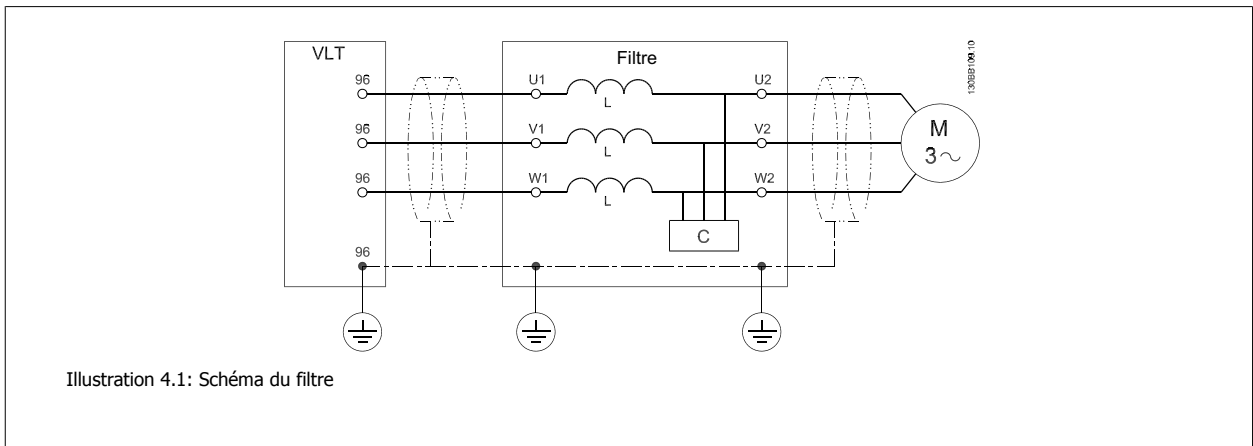 VLT
Filtre
130BB109.10
96
U1
L
U2
96
V1
L
V2
M
3~
96
W1
L
W2
C
96
Illustration 4.1: Schéma du filtre